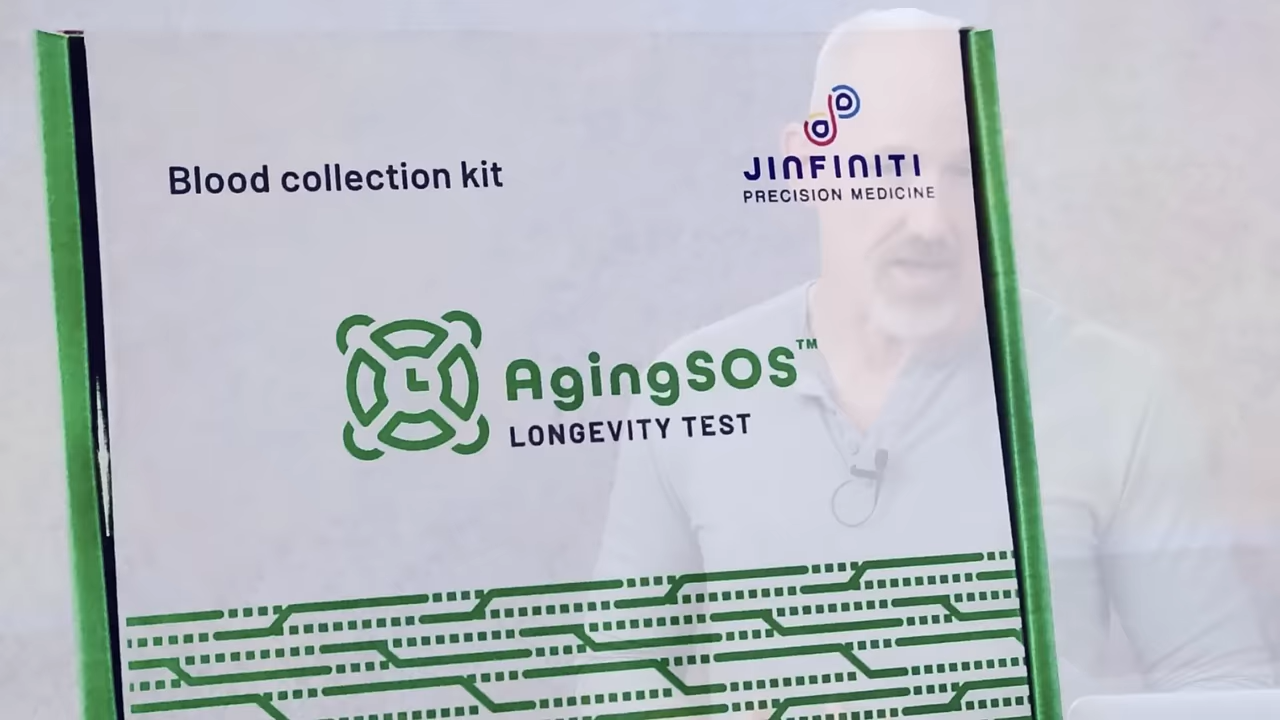 Blood collection kit
JINFINITI
PRECISION MEDICINE
AgingSOS™
LONGEVITY TEST